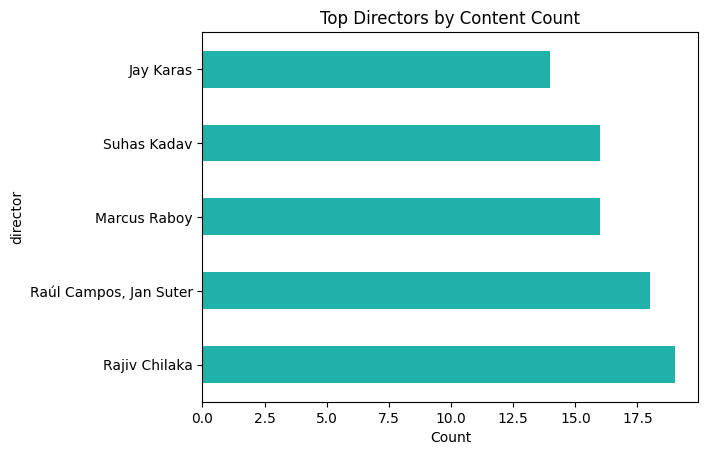 Top Directors by Content Count
director
Jay Karas
Suhas Kadav
Marcus Raboy
Raúl Campos, Jan Suter
Rajiv Chilaka
0.0 2.5 5.0 7.5 10.0 12.5 15.0 17.5
Count